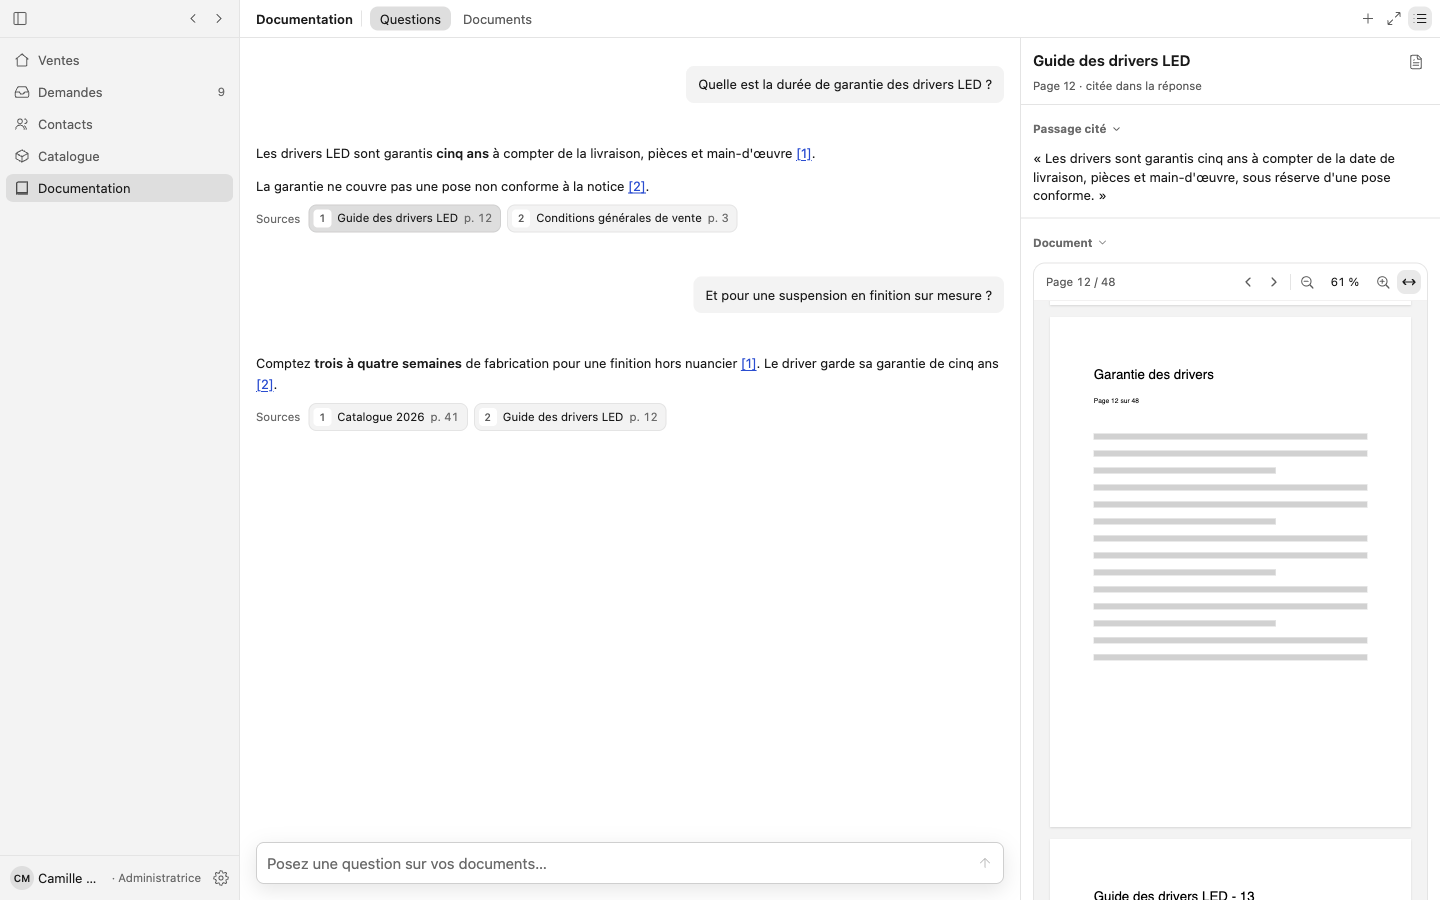 Documentation
Questions
Documents
Ventes
Demandes 9
Contacts
Catalogue
Documentation
CM Camille ... · Administratrice
Quelle est la durée de garantie des drivers LED ?
Les drivers LED sont garantis cinq ans à compter de la livraison, pièces et main-d'œuvre [1].
La garantie ne couvre pas une pose non conforme à la notice [2].
Sources 1 Guide des drivers LED p. 12 2 Conditions générales de vente p. 3
Et pour une suspension en finition sur mesure ?
Comptez trois à quatre semaines de fabrication pour une finition hors nuancier [1]. Le driver garde sa garantie de cinq ans
[2].
Sources 1 Catalogue 2026 p. 41 2 Guide des drivers LED p. 12
Posez une question sur vos documents...
Guide des drivers LED
Page 12 · citée dans la réponse
Passage cité
« Les drivers sont garantis cinq ans à compter de la date de
livraison, pièces et main-d'œuvre, sous réserve d'une pose
conforme. »
Document
Page 12 / 48 61 %
Garantie des drivers
Page 12 sur 48
Guide des drivers LED - 13